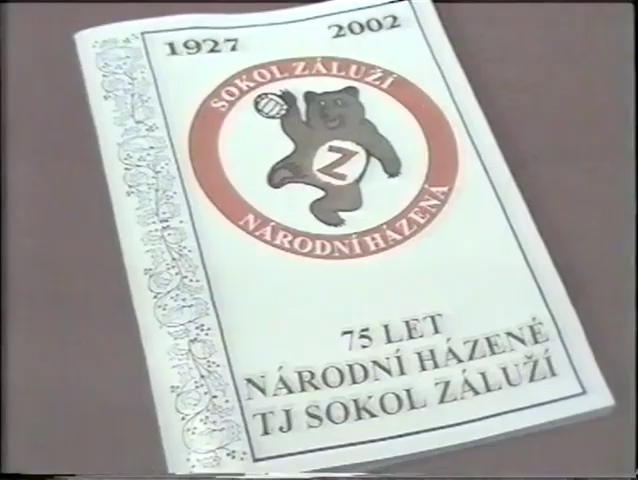 1927 2002
SOKOL ZÁLUŽÍ
Z
NÁRODNÍ HÁZENÁ
75 LET
NÁRODNÍ HÁZENÉ
TJ SOKOL ZÁLUŽÍ